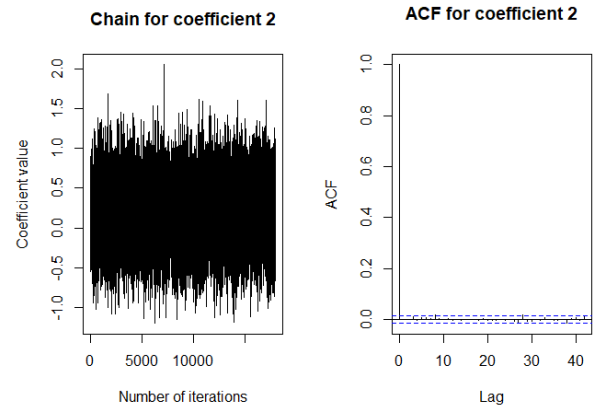 Chain for coefficient 2
Coefficient value
2.0
1.5
1.0
0.5
0.0
-0.5
-1.0
0 5000 10000
Number of iterations
ACF for coefficient 2
ACF
1.0
0.8
0.6
0.4
0.2
0.0
0 10 20 30 40
Lag